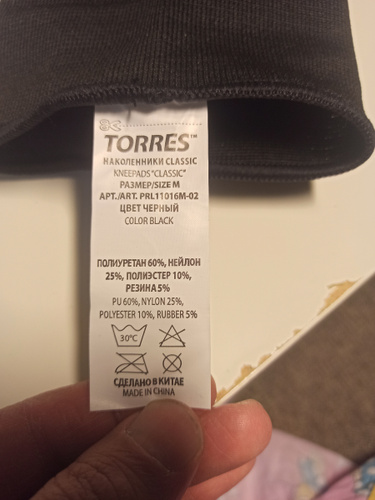 TORRES™
НАКОЛЕННИКИ CLASSIC
KNEEPADS "CLASSIC"
РАЗМЕР/SIZE M
АРТ./ART. PRL11016M-02
ЦВЕТ ЧЕРНЫЙ
COLOR BLACK
ПОЛИУРЕТАН 60%, НЕЙЛОН
25%, ПОЛИЭСТЕР 10%,
РЕЗИНА 5%
PU 60%, NYLON 25%,
POLYESTER 10%, RUBBER 5%
30°C
СДЕЛАНО В КИТАЕ
MADE IN CHINA